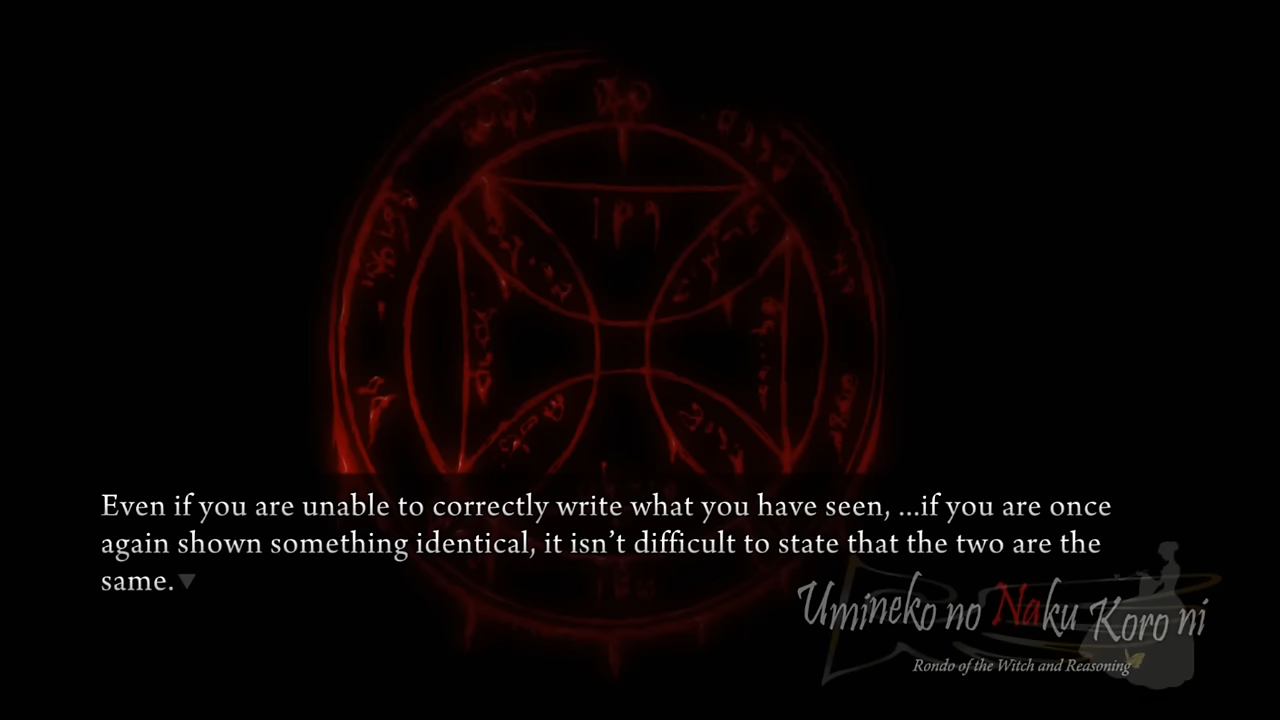 Even if you are unable to correctly write what you have seen, ...if you are once
again shown something identical, it isn't difficult to state that the two are the
same.
Umineko no Naku Koro ni
Rondo of the Witch and Reasoning